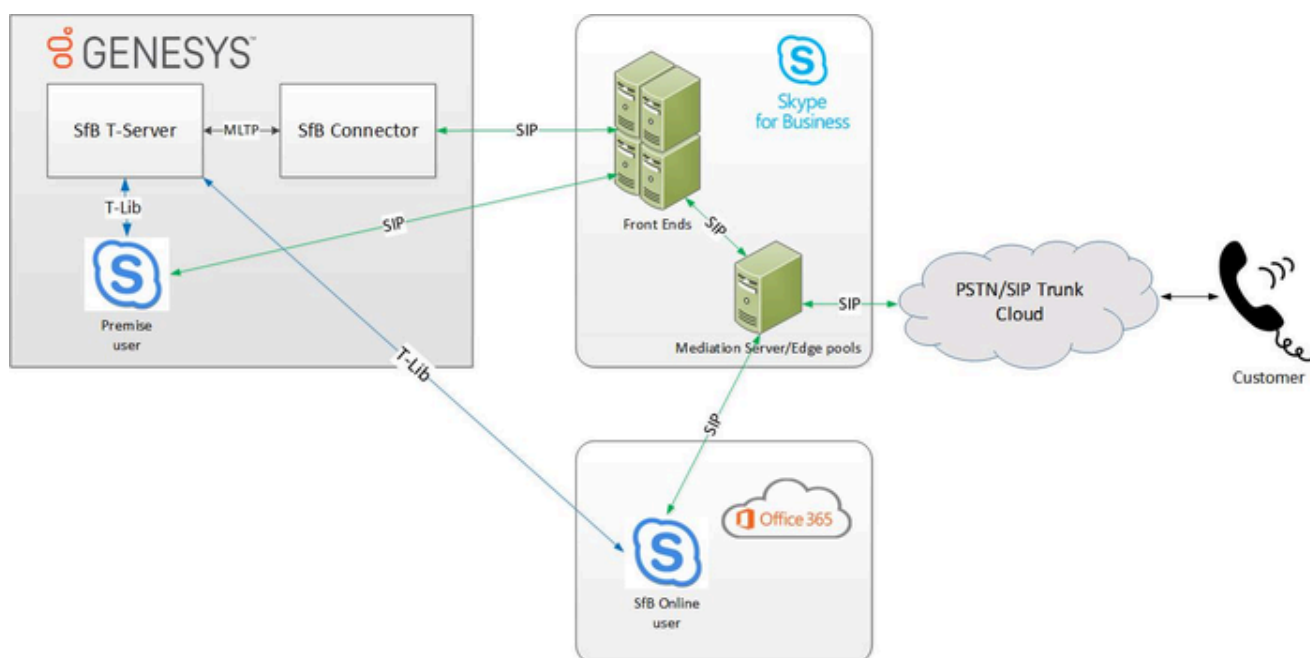 GENESYS™
SfB T-Server
MLTP
SfB Connector
SIP
T-Lib
SIP
Premise
user
S
Skype
for Business
Front Ends
SIP
Mediation Server/Edge pools
SIP
PSTN/SIP Trunk
Cloud
Customer
T-Lib
SIP
Office 365
SfB Online
user